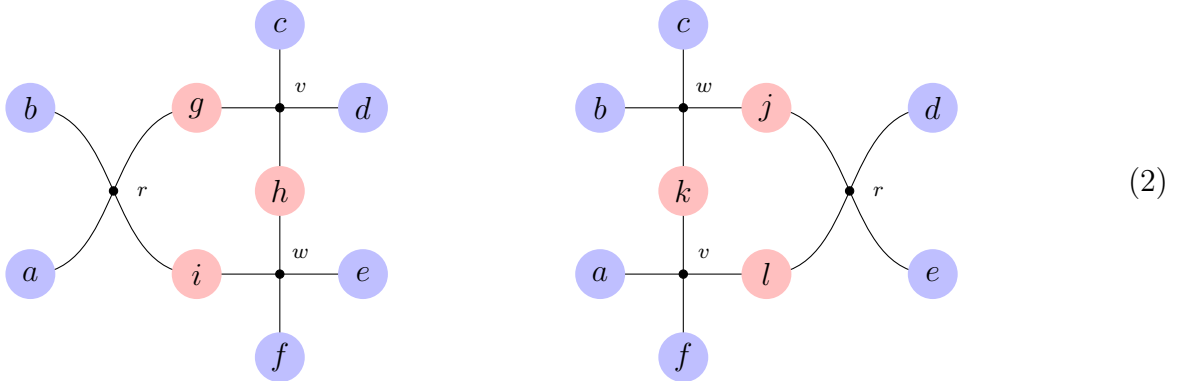 c c
b g v d b w j d
r h k r (2)
w v
a i e a l e
f f